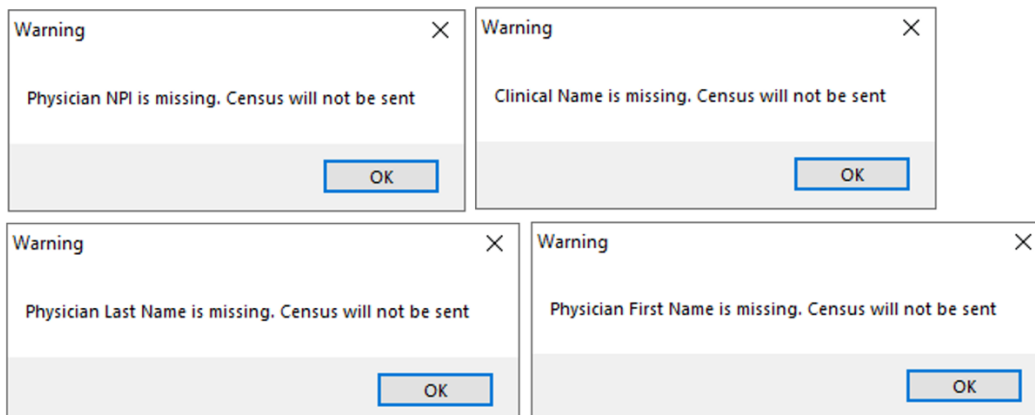 Warning
Physician NPI is missing. Census will not be sent
OK
Warning
Clinical Name is missing. Census will not be sent
OK
Warning
Physician Last Name is missing. Census will not be sent
OK
Warning
Physician First Name is missing. Census will not be sent
OK